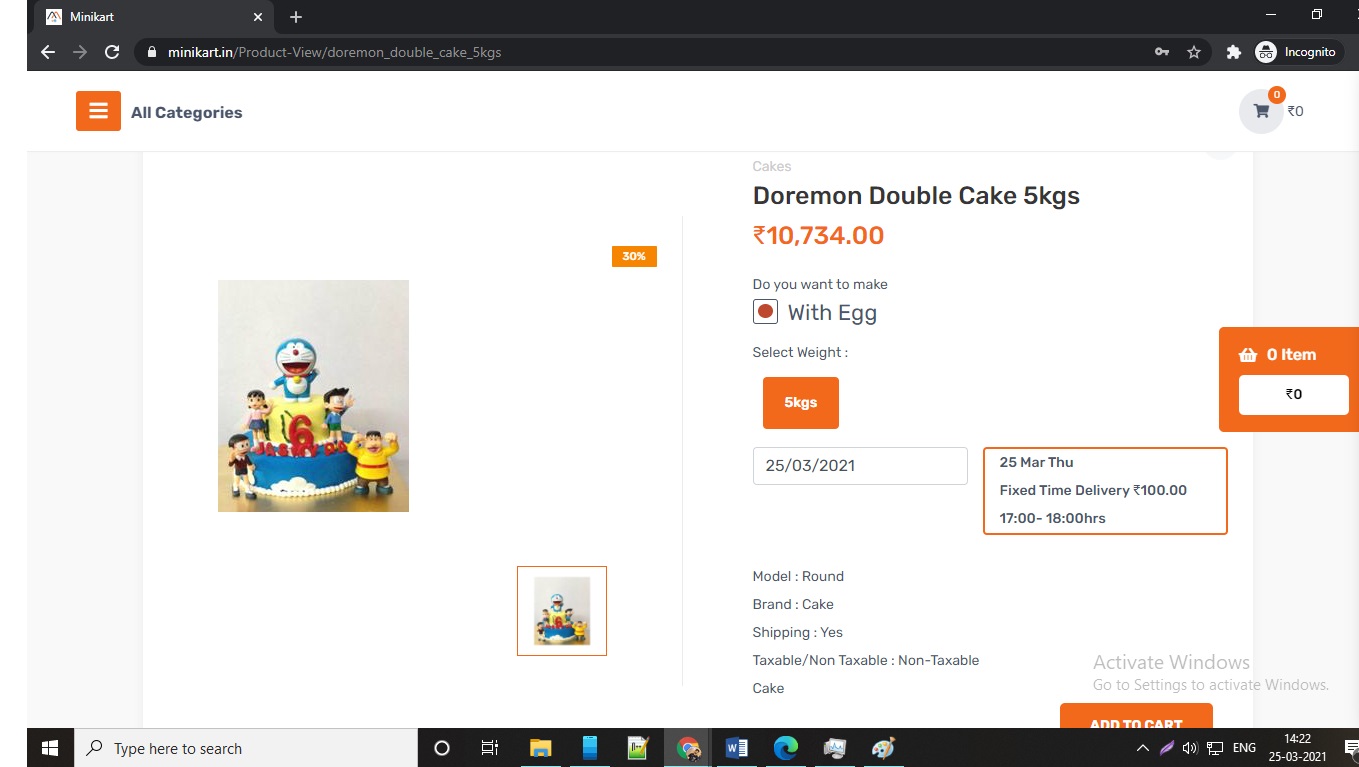 Minikart
minikart.in/Product-View/doremon_double_cake_5kgs
Incognito
All Categories
0
₹0
Cakes
Doremon Double Cake 5kgs
₹10,734.00
30%
Do you want to make
With Egg
Select Weight :
5kgs
0 Item
₹0
25/03/2021
25 Mar Thu
Fixed Time Delivery ₹100.00
17:00- 18:00hrs
6
Model : Round
Brand : Cake
Shipping : Yes
Taxable/Non Taxable : Non-Taxable
Cake
Activate Windows
Go to Settings to activate Windows.
ADD TO CART
Type here to search
ENG
14:22
25-03-2021